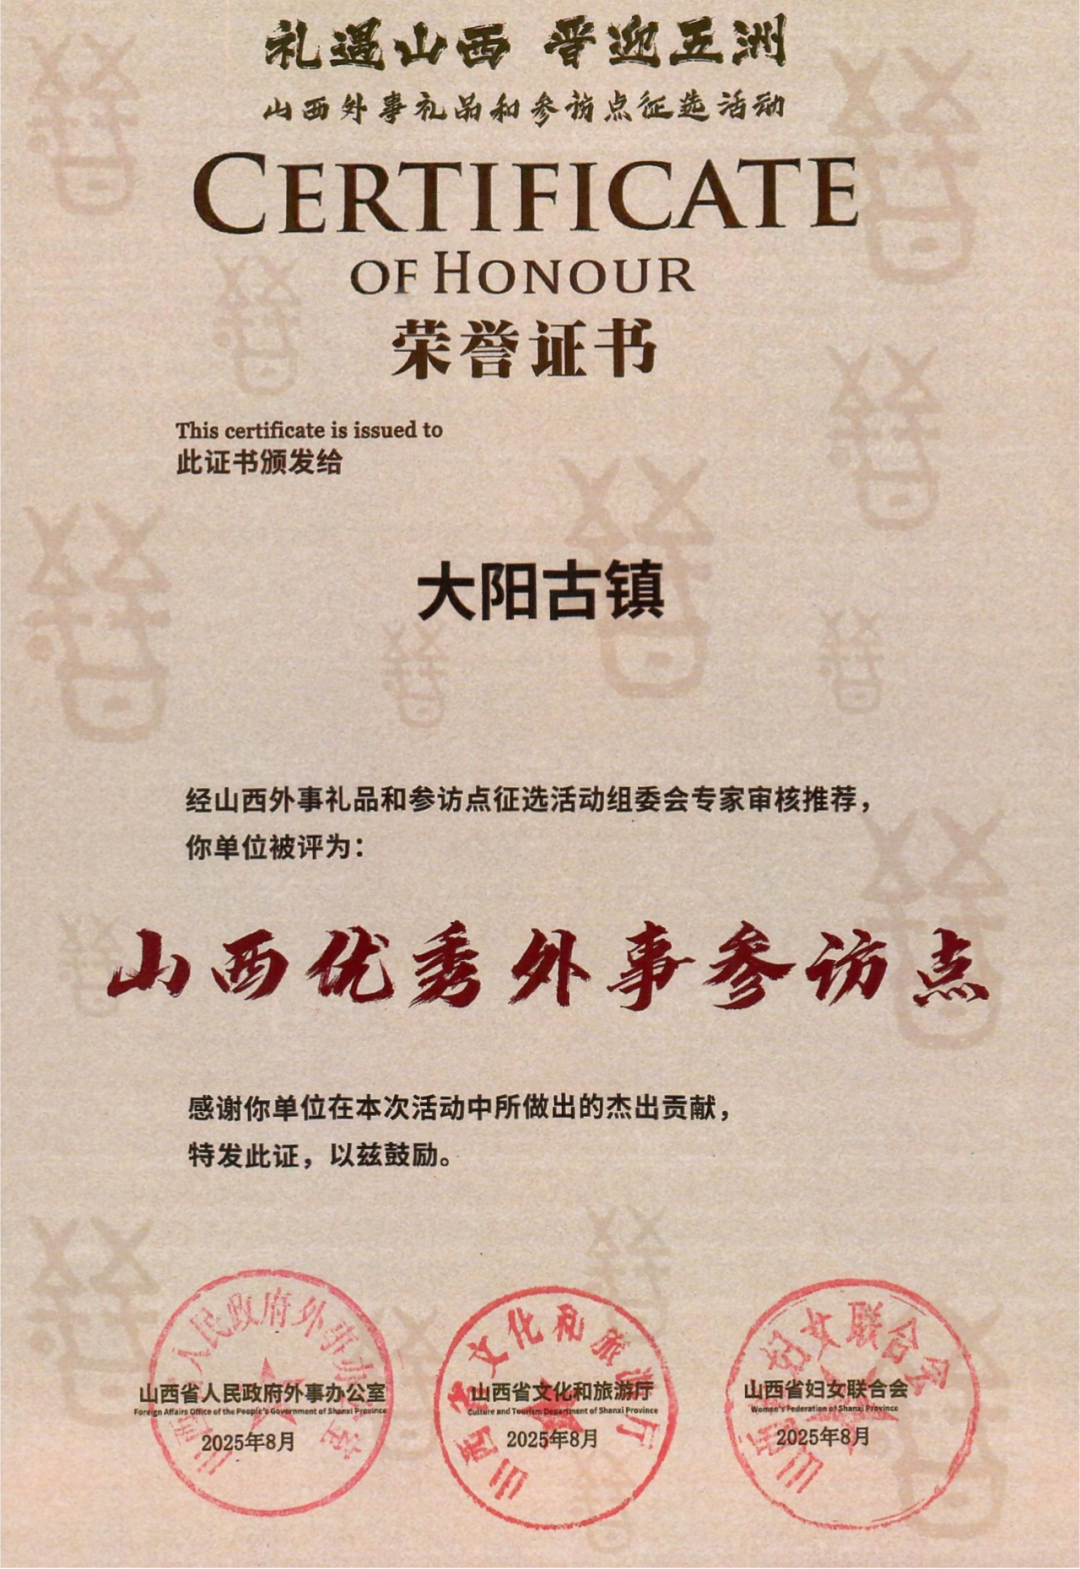 礼遇山西 晋迎五洲
山西外事礼品和参访点征选活动
CERTIFICATE
OF HONOUR
荣誉证书
This certificate is issued to
此证书颁发给
大阳古镇
经山西外事礼品和参访点征选活动组委会专家审核推荐，
你单位被评为：
山西优秀外事参访点
感谢你单位在本次活动中所做出的杰出贡献，
特发此证，以兹鼓励。
山西省人民政府外事办公室
Foreign Affairs Office of the People's Government of Shanxi Province
2025年8月
山西省文化和旅游厅
Culture and Tourism Department of Shanxi Province
2025年8月
山西省妇女联合会
Women's Federation of Shanxi Province
2025年8月